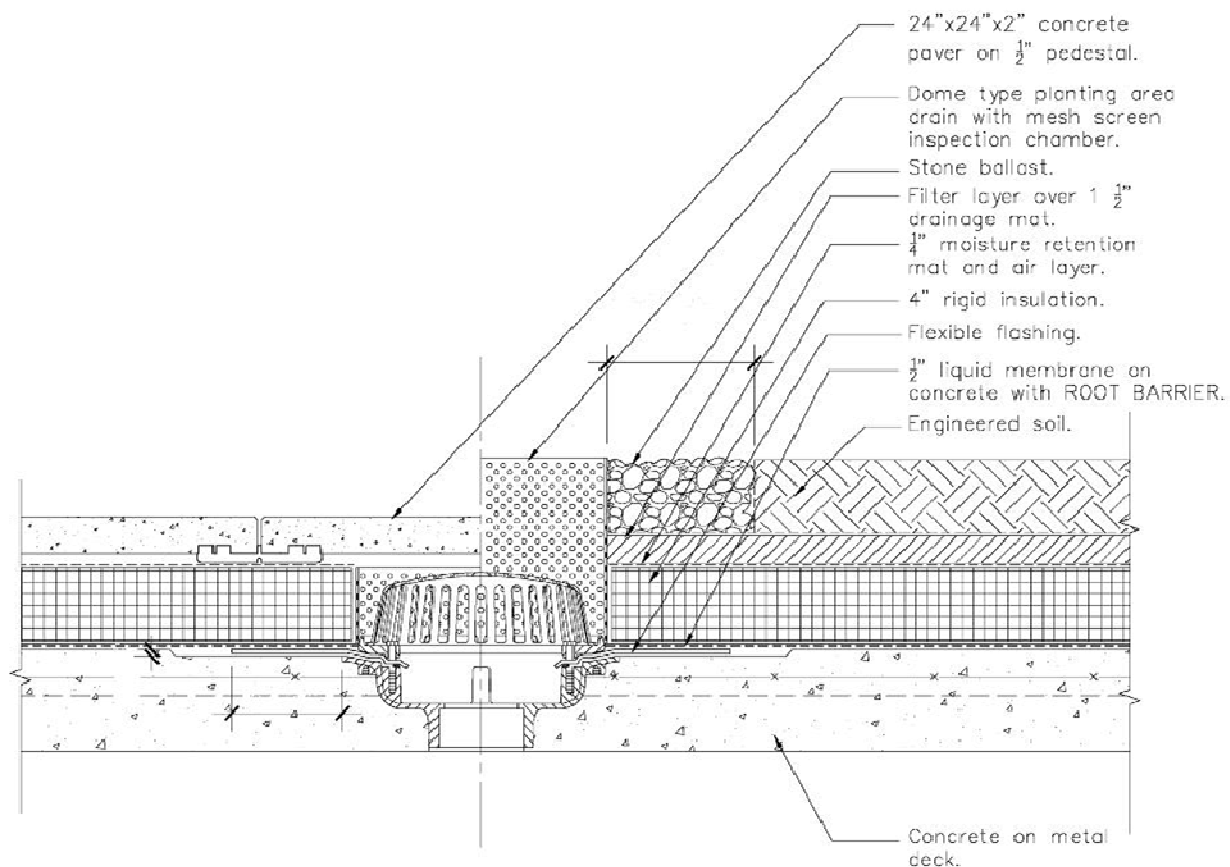 24"x24"x2" concrete
paver on ½" pedestal.
Dome type planting area
drain with mesh screen
inspection chamber.
Stone ballast.
Filter layer over 1 ½"
drainage mat.
¼" moisture retention
mat and air layer.
4" rigid insulation.
Flexible flashing.
½" liquid membrane on
concrete with ROOT BARRIER.
Engineered soil.
Concrete on metal
deck.